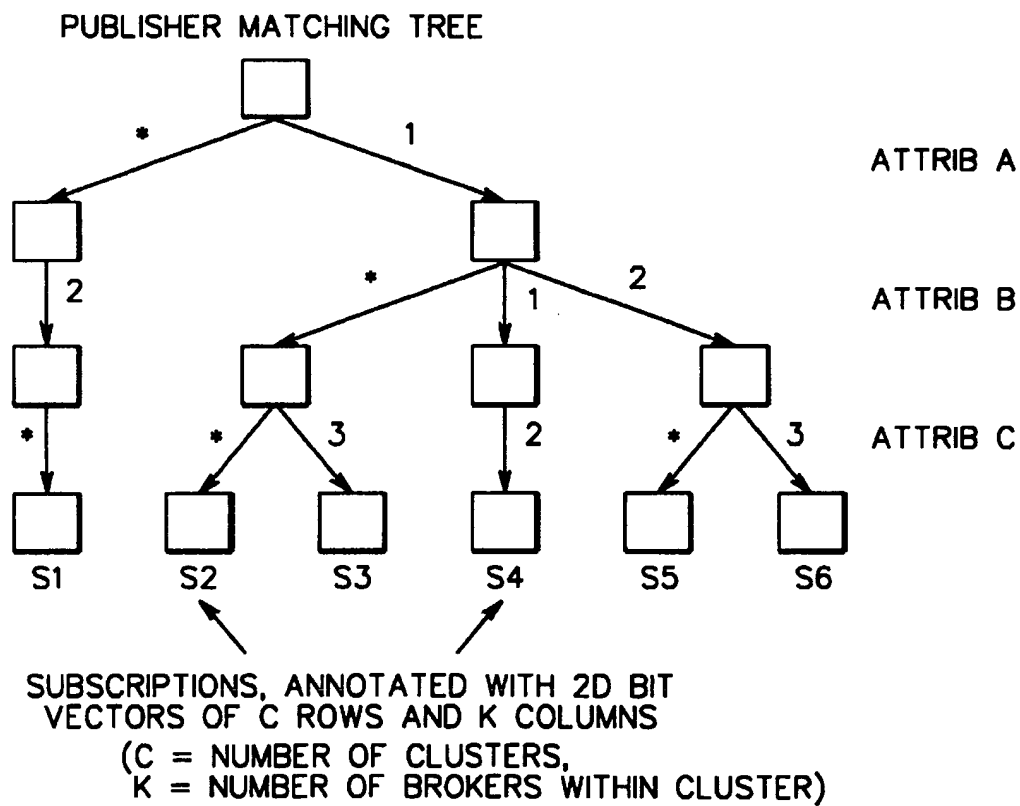 PUBLISHER MATCHING TREE
* 1
ATTRIB A
2 * 1 2
ATTRIB B
* * 3 2 * 3
ATTRIB C
S1 S2 S3 S4 S5 S6
SUBSCRIPTIONS, ANNOTATED WITH 2D BIT
VECTORS OF C ROWS AND K COLUMNS
(C = NUMBER OF CLUSTERS,
K = NUMBER OF BROKERS WITHIN CLUSTER)